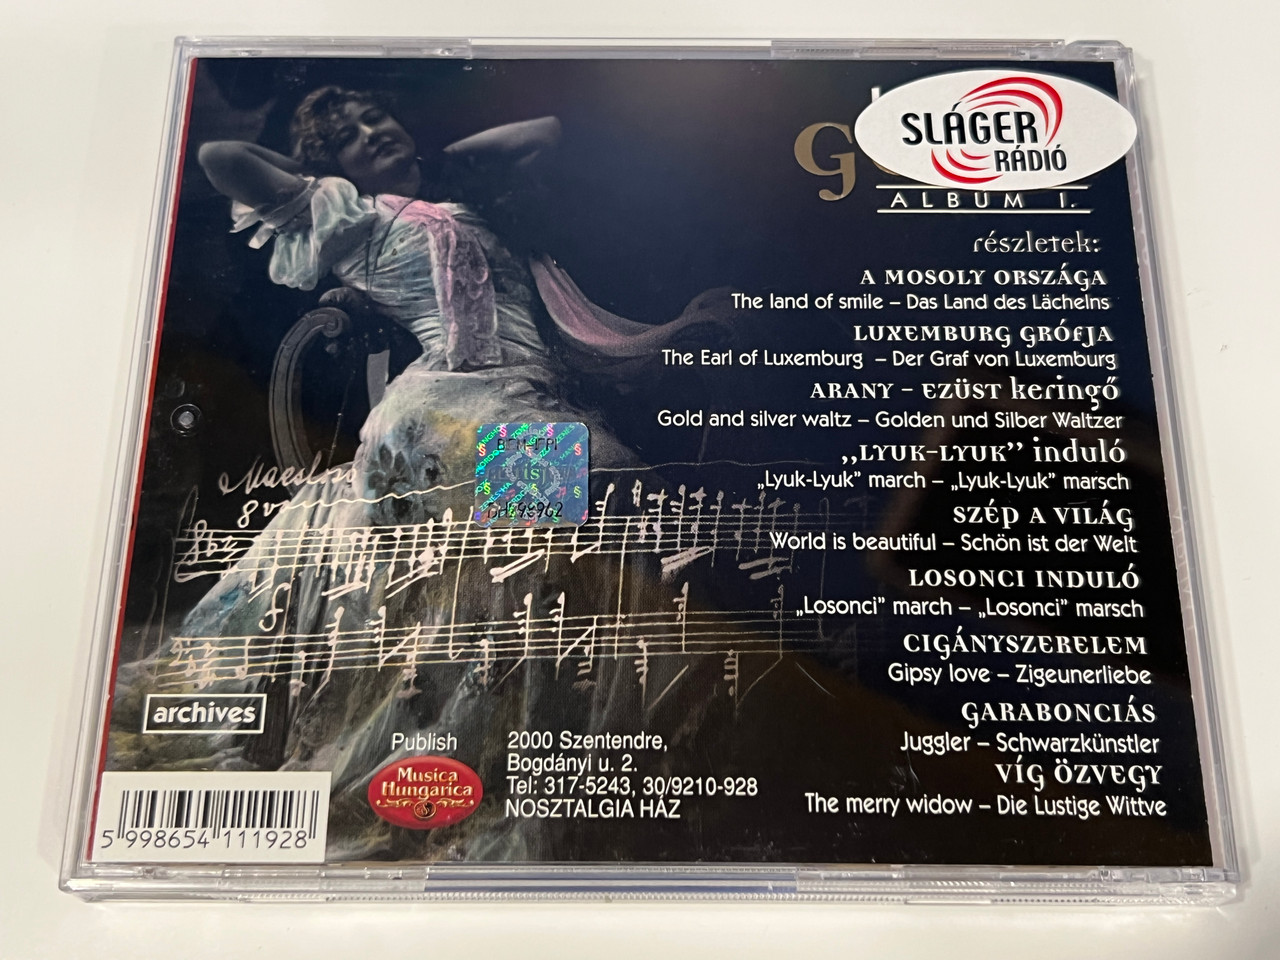 SLÁGER
RÁDIÓ
G
ALBUM I.
részletek:
A MOSOLY ORSZÁGA
The land of smile – Das Land des Lächelns
LUXEMBURG GRÓFJA
The Earl of Luxemburg – Der Graf von Luxemburg
ARANY – EZÜST keringő
Gold and silver waltz – Golden und Silber Waltzer
„LYUK-LYUK” induló
„Lyuk-Lyuk” march – „Lyuk-Lyuk” marsch
SZÉP A VILÁG
World is beautiful – Schön ist der Welt
LOSONCI INDULÓ
„Losonci” march – „Losonci” marsch
CIGÁNYSZERELEM
Gipsy love – Zigeunerliebe
GARABONCIÁS
Juggler – Schwarzkünstler
VÍG ÖZVEGY
The merry widow – Die Lustige Wittve
Maestoso
8va
archives
Publish
Musica
Hungarica
2000 Szentendre,
Bogdányi u. 2.
Tel: 317-5243, 30/9210-928
NOSZTALGIA HÁZ
5 998654 111928